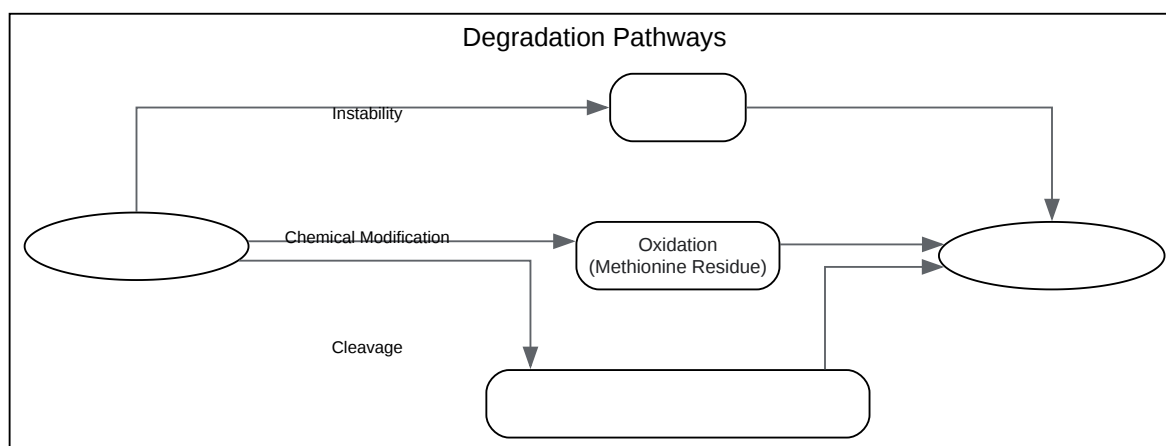 Degradation Pathways
Instability
Chemical Modification
Oxidation
(Methionine Residue)
Cleavage